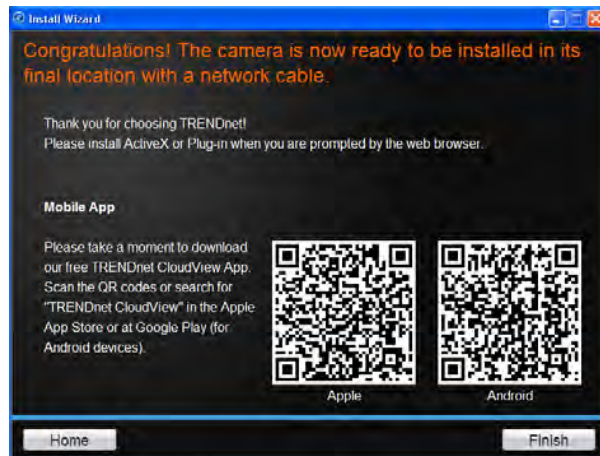 Install Wizard
Congratulations! The camera is now ready to be installed in its
final location with a network cable.
Thank you for choosing TRENDnet!
Please install ActiveX or Plug-in when you are prompted by the web browser.
Mobile App
Please take a moment to download
our free TRENDnet CloudView App.
Scan the QR codes or search for
"TRENDnet CloudView" in the Apple
App Store or at Google Play (for
Android devices).
Apple
Android
Home
Finish